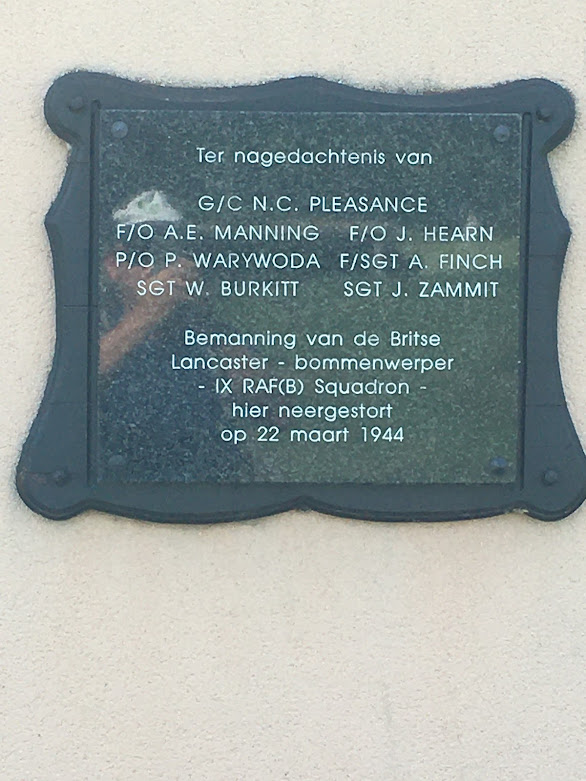 Ter nagedachtenis van
G/C N.C. PLEASANCE
F/O A.E. MANNING F/O J. HEARN
P/O P. WARYWODA F/SGT A. FINCH
SGT W. BURKITT SGT J. ZAMMIT
Bemanning van de Britse
Lancaster - bommenwerper
- IX RAF(B) Squadron -
hier neergestort
op 22 maart 1944